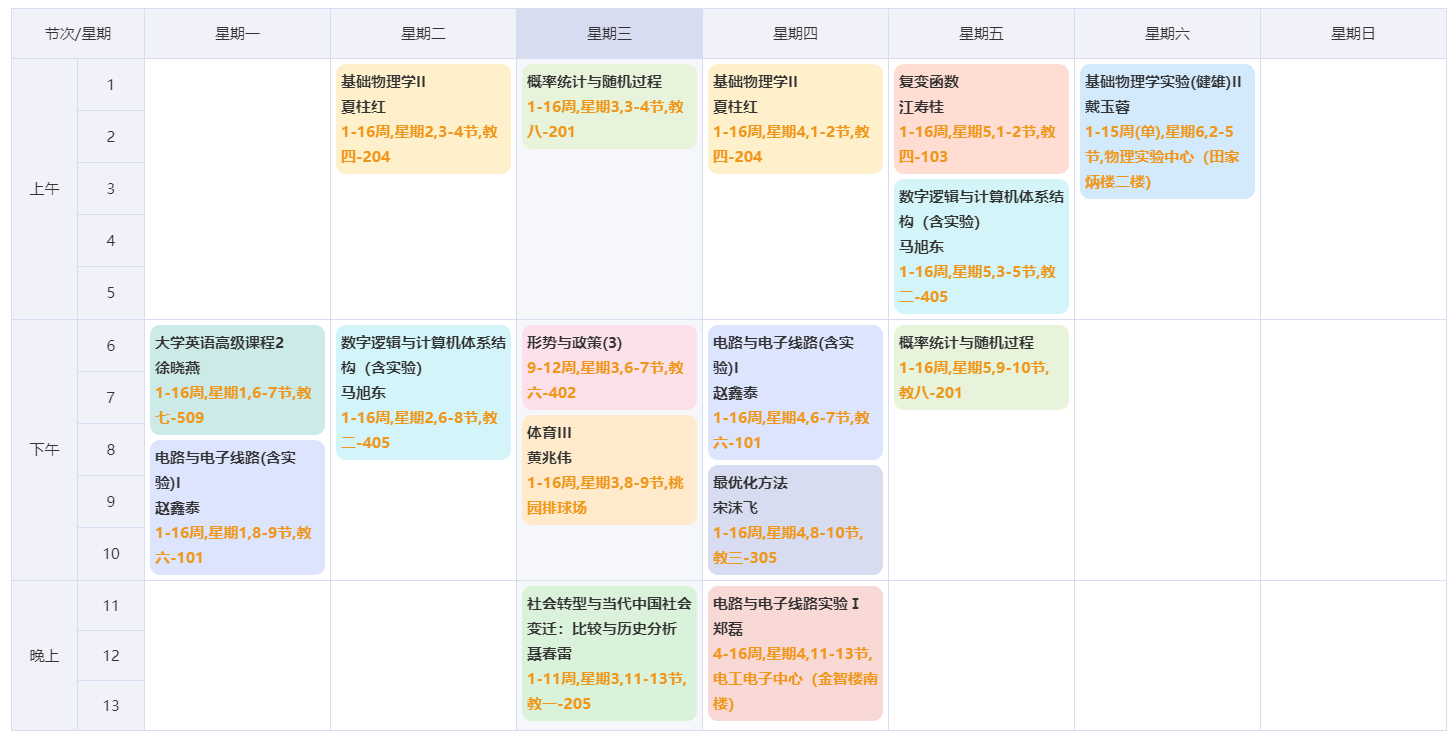 节次/星期
星期一
星期二
星期三
星期四
星期五
星期六
星期日
上午
1
2
3
4
5
基础物理学II
夏柱红
1-16周,星期2,3-4节,教
四-204
概率统计与随机过程
1-16周,星期3,3-4节,教
八-201
基础物理学II
夏柱红
1-16周,星期4,1-2节,教
四-204
复变函数
江寿桂
1-16周,星期5,1-2节,教
四-103
数字逻辑与计算机体系结
构（含实验）
马旭东
1-16周,星期5,3-5节,教
二-405
基础物理学实验(健雄)II
戴玉蓉
1-15周(单),星期6,2-5
节,物理实验中心（田家
炳楼二楼）
下午
6
7
8
9
10
大学英语高级课程2
徐晓燕
1-16周,星期1,6-7节,教
七-509
电路与电子线路(含实
验)I
赵鑫泰
1-16周,星期1,8-9节,教
六-101
数字逻辑与计算机体系结
构（含实验）
马旭东
1-16周,星期2,6-8节,教
二-405
形势与政策(3)
9-12周,星期3,6-7节,教
六-402
体育III
黄兆伟
1-16周,星期3,8-9节,桃
园排球场
电路与电子线路(含实
验)I
赵鑫泰
1-16周,星期4,6-7节,教
六-101
最优化方法
宋沫飞
1-16周,星期4,8-10节,
教三-305
概率统计与随机过程
1-16周,星期5,9-10节,
教八-201
晚上
11
12
13
社会转型与当代中国社会
变迁：比较与历史分析
聂春雷
1-11周,星期3,11-13节,
教一-205
电路与电子线路实验 I
郑磊
4-16周,星期4,11-13节,
电工电子中心（金智楼南
楼）